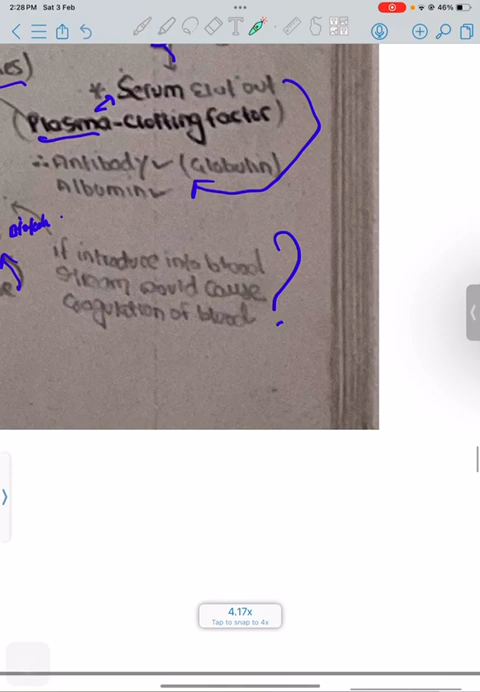 2:28 PM Sat 3 Feb
46%
es)
* Serum clot out
(Plasma-clotting factor)
∴ Antibody (Globulin)
Albumin
If introduce into blood
stream would cause
coagulation of blood
?
4.17x
Tap to snap to 4x